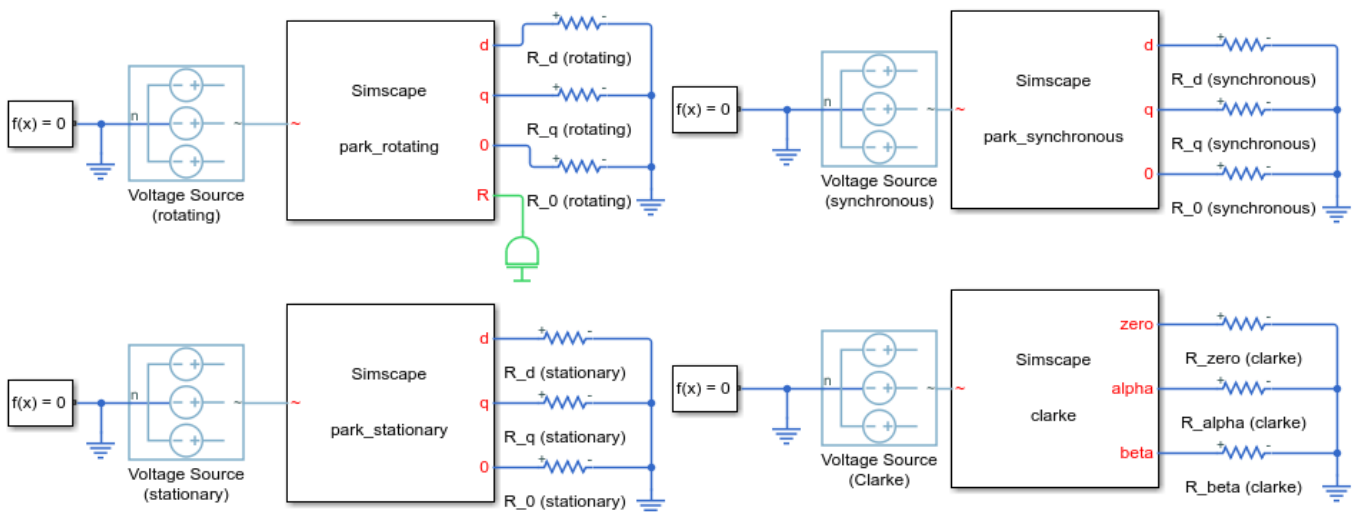 f(x) = 0
n
~
Voltage Source
(rotating)
~
Simscape
park_rotating
d
q
0
R
+ -
R_d (rotating)
+ -
R_q (rotating)
+ -
R_0 (rotating)
f(x) = 0
n
~
Voltage Source
(synchronous)
~
Simscape
park_synchronous
d
q
0
+ -
R_d (synchronous)
+ -
R_q (synchronous)
+ -
R_0 (synchronous)
f(x) = 0
n
~
Voltage Source
(stationary)
~
Simscape
park_stationary
d
q
0
+ -
R_d (stationary)
+ -
R_q (stationary)
+ -
R_0 (stationary)
f(x) = 0
n
~
Voltage Source
(Clarke)
~
Simscape
clarke
zero
alpha
beta
+ -
R_zero (clarke)
+ -
R_alpha (clarke)
+ -
R_beta (clarke)